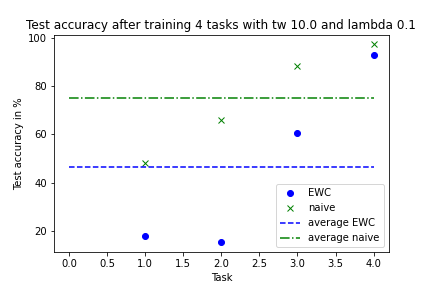 Test accuracy after training 4 tasks with tw 10.0 and lambda 0.1
100
80
60
40
20
Test accuracy in %
0.0 0.5 1.0 1.5 2.0 2.5 3.0 3.5 4.0
Task
EWC
naive
average EWC
average naive